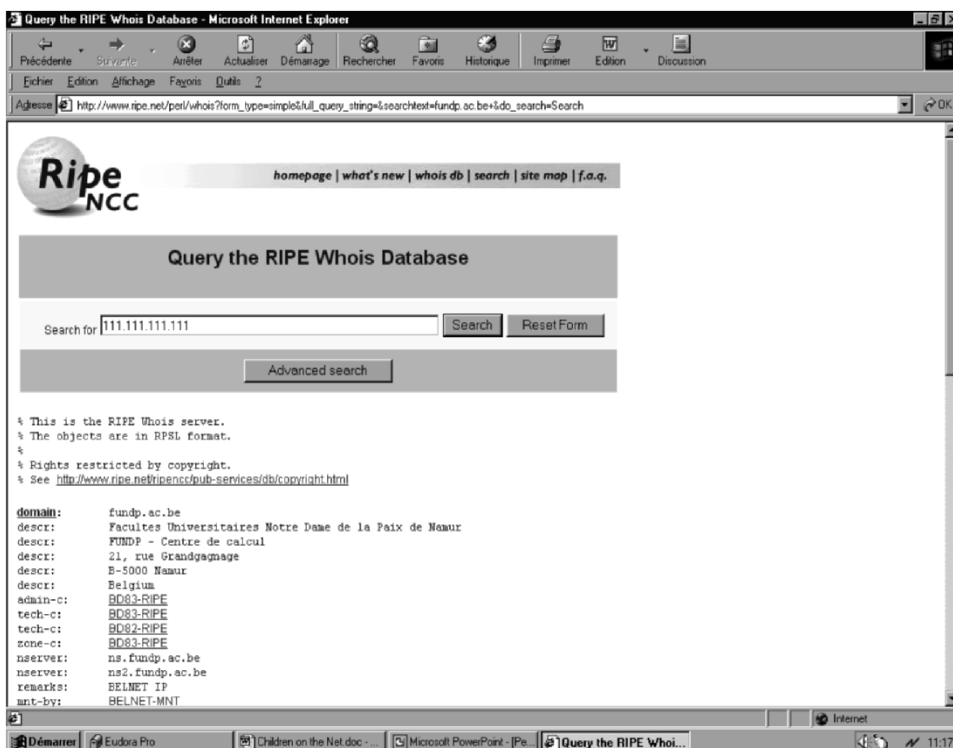 Query the RIPE Whois Database - Microsoft Internet Explorer
Précédente Suivante Arrêter Actualiser Démarrage Rechercher Favoris Historique Imprimer Edition Discussion
Fichier Edition Affichage Favoris Outils ?
Adresse http://www.ripe.net/perl/whois?form_type=simple&full_query_string=&searchtext=fundp.ac.be+&do_search=Search OK
Ripe
NCC
homepage | what's new | whois db | search | site map | f.a.q.
Query the RIPE Whois Database
Search for 111.111.111.111 Search Reset Form
Advanced search
% This is the RIPE Whois server.
% The objects are in RPSL format.
%
% Rights restricted by copyright.
% See http://www.ripe.net/ripencc/pub-services/db/copyright.html
domain: fundp.ac.be
descr: Facultes Universitaires Notre Dame de la Paix de Namur
descr: FUNDP - Centre de calcul
descr: 21, rue Grandgagnage
descr: B-5000 Namur
descr: Belgium
admin-c: BD83-RIPE
tech-c: BD83-RIPE
tech-c: BD82-RIPE
zone-c: BD83-RIPE
nserver: ns.fundp.ac.be
nserver: ns2.fundp.ac.be
remarks: BELNET IP
mnt-by: BELNET-MNT
Internet
Démarrer Eudora Pro Children on the Net.doc - ... Microsoft PowerPoint - [Pe... Query the RIPE Whoi... 11:17